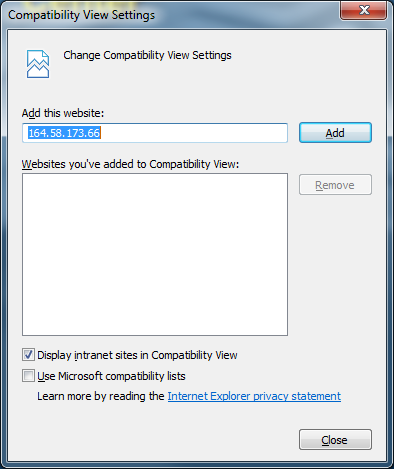 Compatibility View Settings
Change Compatibility View Settings
Add this website:
164.58.173.66
Add
Websites you've added to Compatibility View:
Remove
Display intranet sites in Compatibility View
Use Microsoft compatibility lists
Learn more by reading the Internet Explorer privacy statement
Close